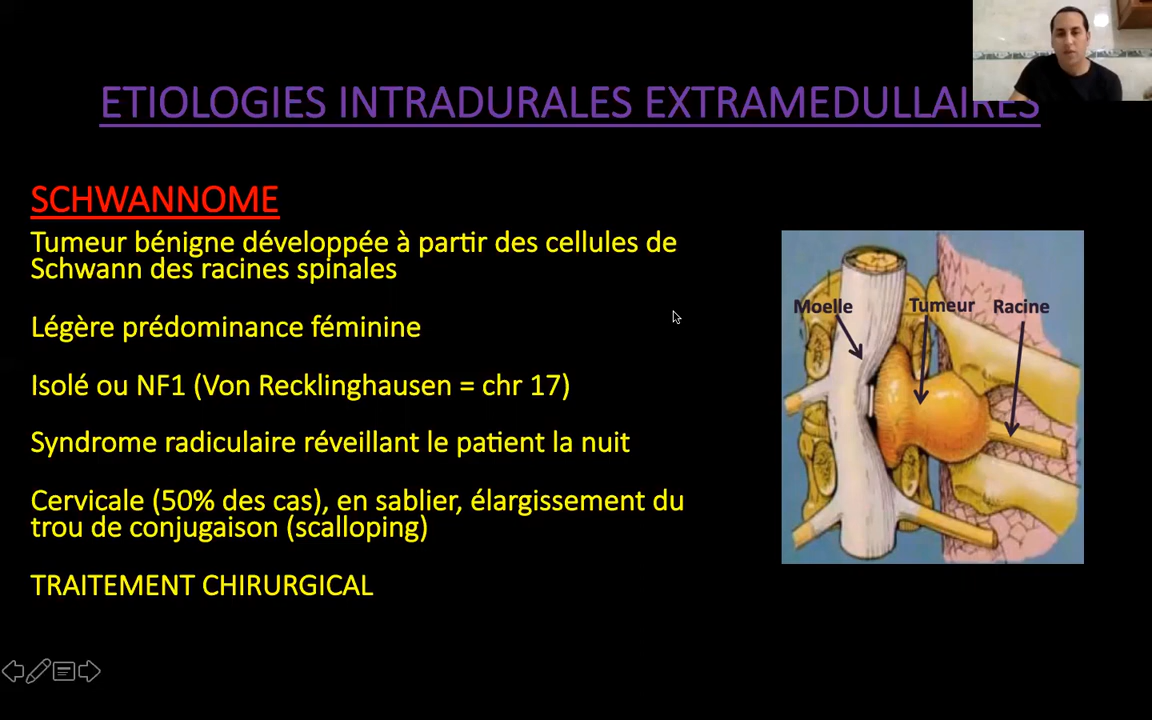 ETIOLOGIES INTRADURALES EXTRAMEDULLAIRES
SCHWANNOME
Tumeur bénigne développée à partir des cellules de
Schwann des racines spinales
Légère prédominance féminine
Isolé ou NF1 (Von Recklinghausen = chr 17)
Syndrome radiculaire réveillant le patient la nuit
Cervicale (50% des cas), en sablier, élargissement du
trou de conjugaison (scalloping)
TRAITEMENT CHIRURGICAL
Moelle Tumeur Racine